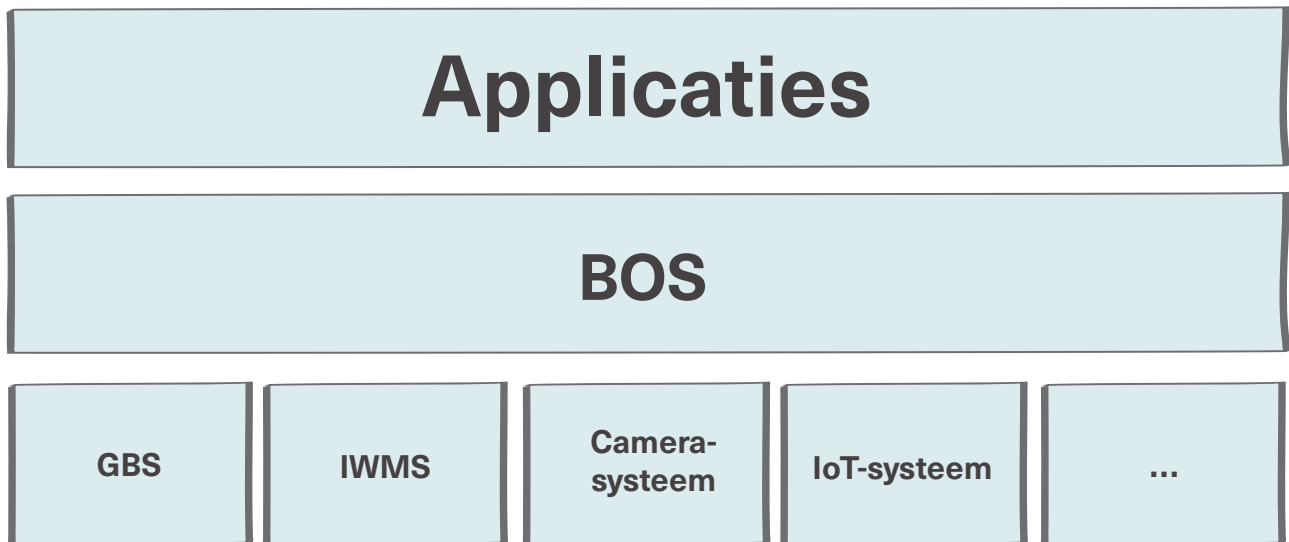 Applicaties
BOS
GBS
IWMS
Camera-
systeem
IoT-systeem
...